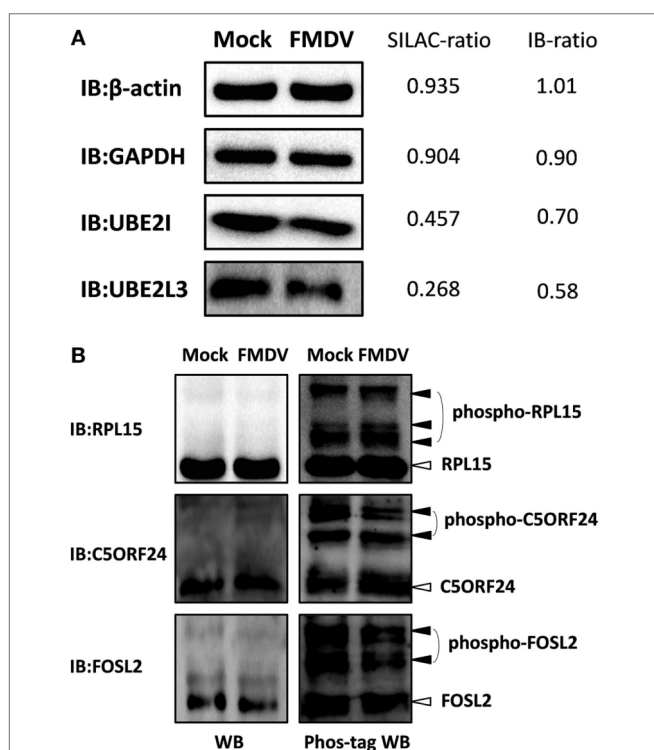 A
Mock FMDV SILAC-ratio IB-ratio
IB:β-actin 0.935 1.01
IB:GAPDH 0.904 0.90
IB:UBE2I 0.457 0.70
IB:UBE2L3 0.268 0.58
B
Mock FMDV Mock FMDV
IB:RPL15 phospho-RPL15
RPL15
IB:C5ORF24 phospho-C5ORF24
C5ORF24
IB:FOSL2 phospho-FOSL2
FOSL2
WB Phos-tag WB